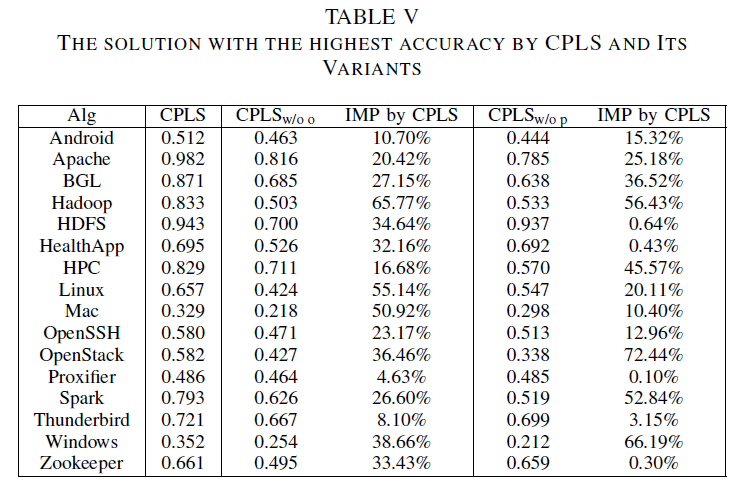 TABLE V
THE SOLUTION WITH THE HIGHEST ACCURACY BY CPLS AND ITS
VARIANTS
Alg CPLS CPLSw/o o IMP by CPLS CPLSw/o p IMP by CPLS
Android 0.512 0.463 10.70% 0.444 15.32%
Apache 0.982 0.816 20.42% 0.785 25.18%
BGL 0.871 0.685 27.15% 0.638 36.52%
Hadoop 0.833 0.503 65.77% 0.533 56.43%
HDFS 0.943 0.700 34.64% 0.937 0.64%
HealthApp 0.695 0.526 32.16% 0.692 0.43%
HPC 0.829 0.711 16.68% 0.570 45.57%
Linux 0.657 0.424 55.14% 0.547 20.11%
Mac 0.329 0.218 50.92% 0.298 10.40%
OpenSSH 0.580 0.471 23.17% 0.513 12.96%
OpenStack 0.582 0.427 36.46% 0.338 72.44%
Proxifier 0.486 0.464 4.63% 0.485 0.10%
Spark 0.793 0.626 26.60% 0.519 52.84%
Thunderbird 0.721 0.667 8.10% 0.699 3.15%
Windows 0.352 0.254 38.66% 0.212 66.19%
Zookeeper 0.661 0.495 33.43% 0.659 0.30%